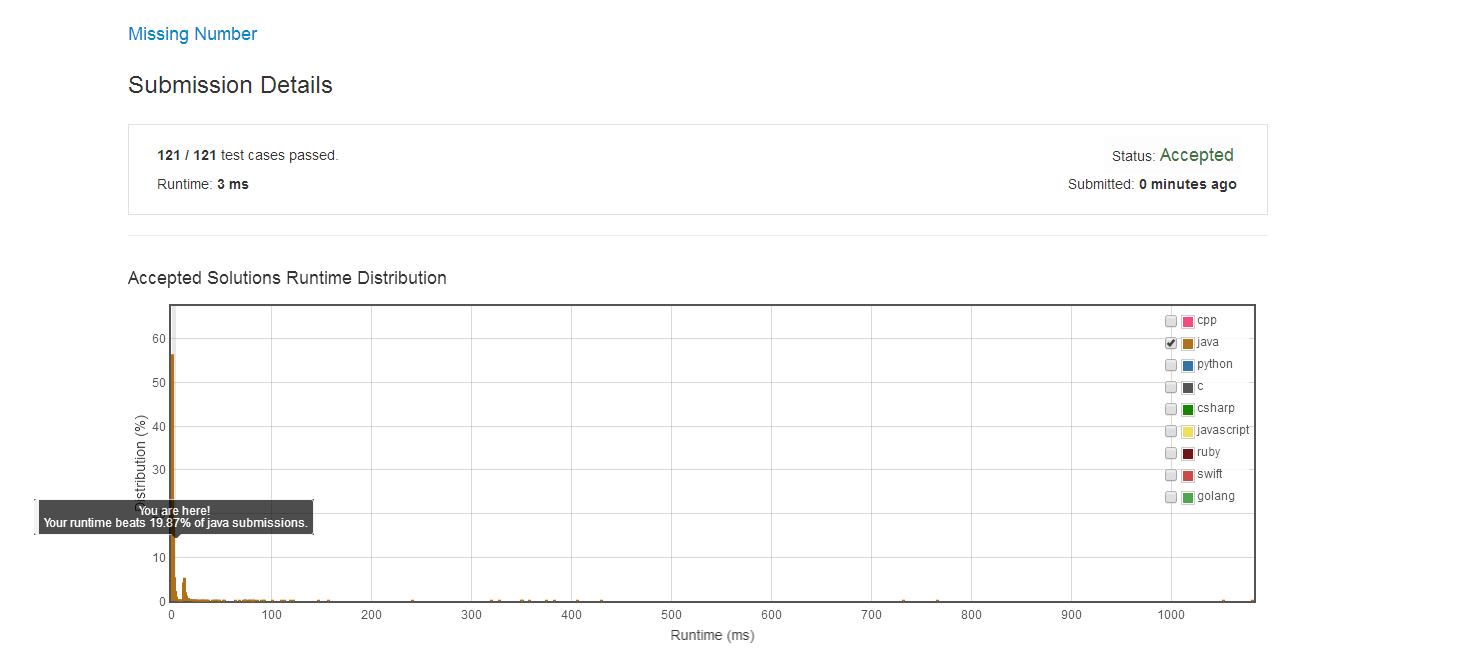 Missing Number
Submission Details
121 / 121 test cases passed.
Status: Accepted
Runtime: 3 ms
Submitted: 0 minutes ago
Accepted Solutions Runtime Distribution
cpp
java
python
c
csharp
javascript
ruby
swift
golang
60
50
40
30
10
0
Distribution (%)
You are here!
Your runtime beats 19.87% of java submissions.
0 100 200 300 400 500 600 700 800 900 1000
Runtime (ms)